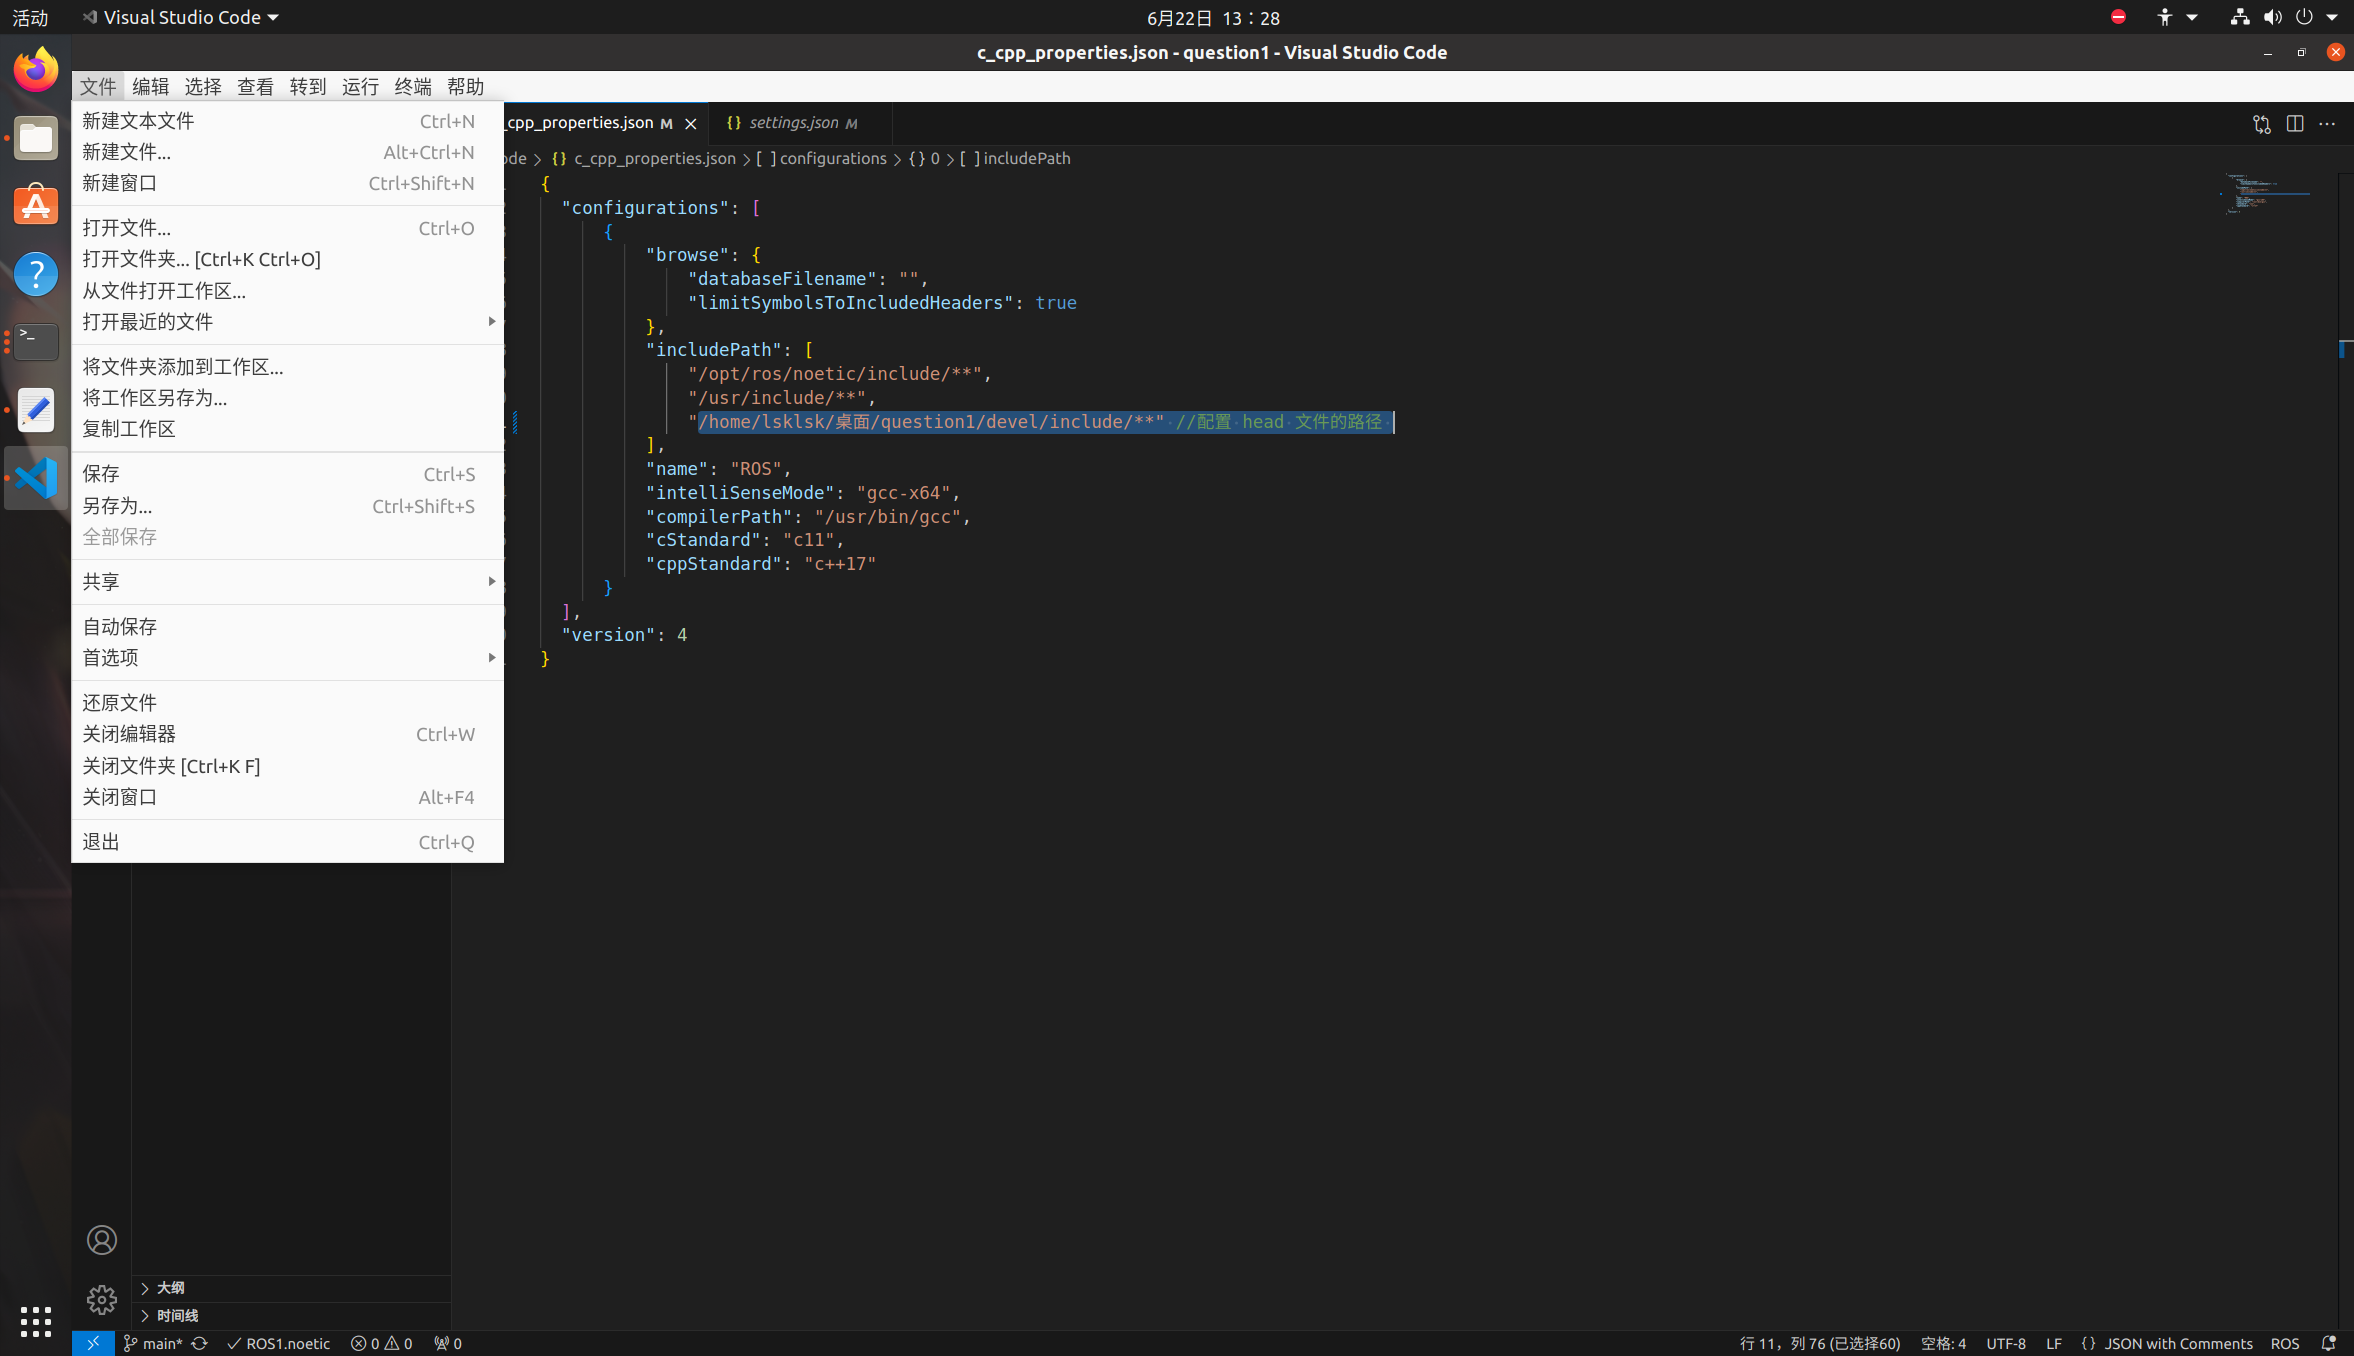 活动
Visual Studio Code
6月22日 13：28
c_cpp_properties.json - question1 - Visual Studio Code
文件 编辑 选择 查看 转到 运行 终端 帮助
新建文本文件 Ctrl+N
新建文件... Alt+Ctrl+N
新建窗口 Ctrl+Shift+N
打开文件... Ctrl+O
打开文件夹... [Ctrl+K Ctrl+O]
从文件打开工作区...
打开最近的文件
将文件夹添加到工作区...
将工作区另存为...
复制工作区
保存 Ctrl+S
另存为... Ctrl+Shift+S
全部保存
共享
自动保存
首选项
还原文件
关闭编辑器 Ctrl+W
关闭文件夹 [Ctrl+K F]
关闭窗口 Alt+F4
退出 Ctrl+Q
_cpp_properties.json M
{} settings.json M
ode > {} c_cpp_properties.json > [ ] configurations > {} 0 > [ ] includePath
{
"configurations": [
{
"browse": {
"databaseFilename": "",
"limitSymbolsToIncludedHeaders": true
},
"includePath": [
"/opt/ros/noetic/include/**",
"/usr/include/**",
"/home/lsklsk/桌面/question1/devel/include/**" //配置 head 文件的路径
],
"name": "ROS",
"intelliSenseMode": "gcc-x64",
"compilerPath": "/usr/bin/gcc",
"cStandard": "c11",
"cppStandard": "c++17"
}
],
"version": 4
}
大纲
时间线
main* ROS1.noetic 0 0 0
行 11，列 76 (已选择60) 空格: 4 UTF-8 LF {} JSON with Comments ROS